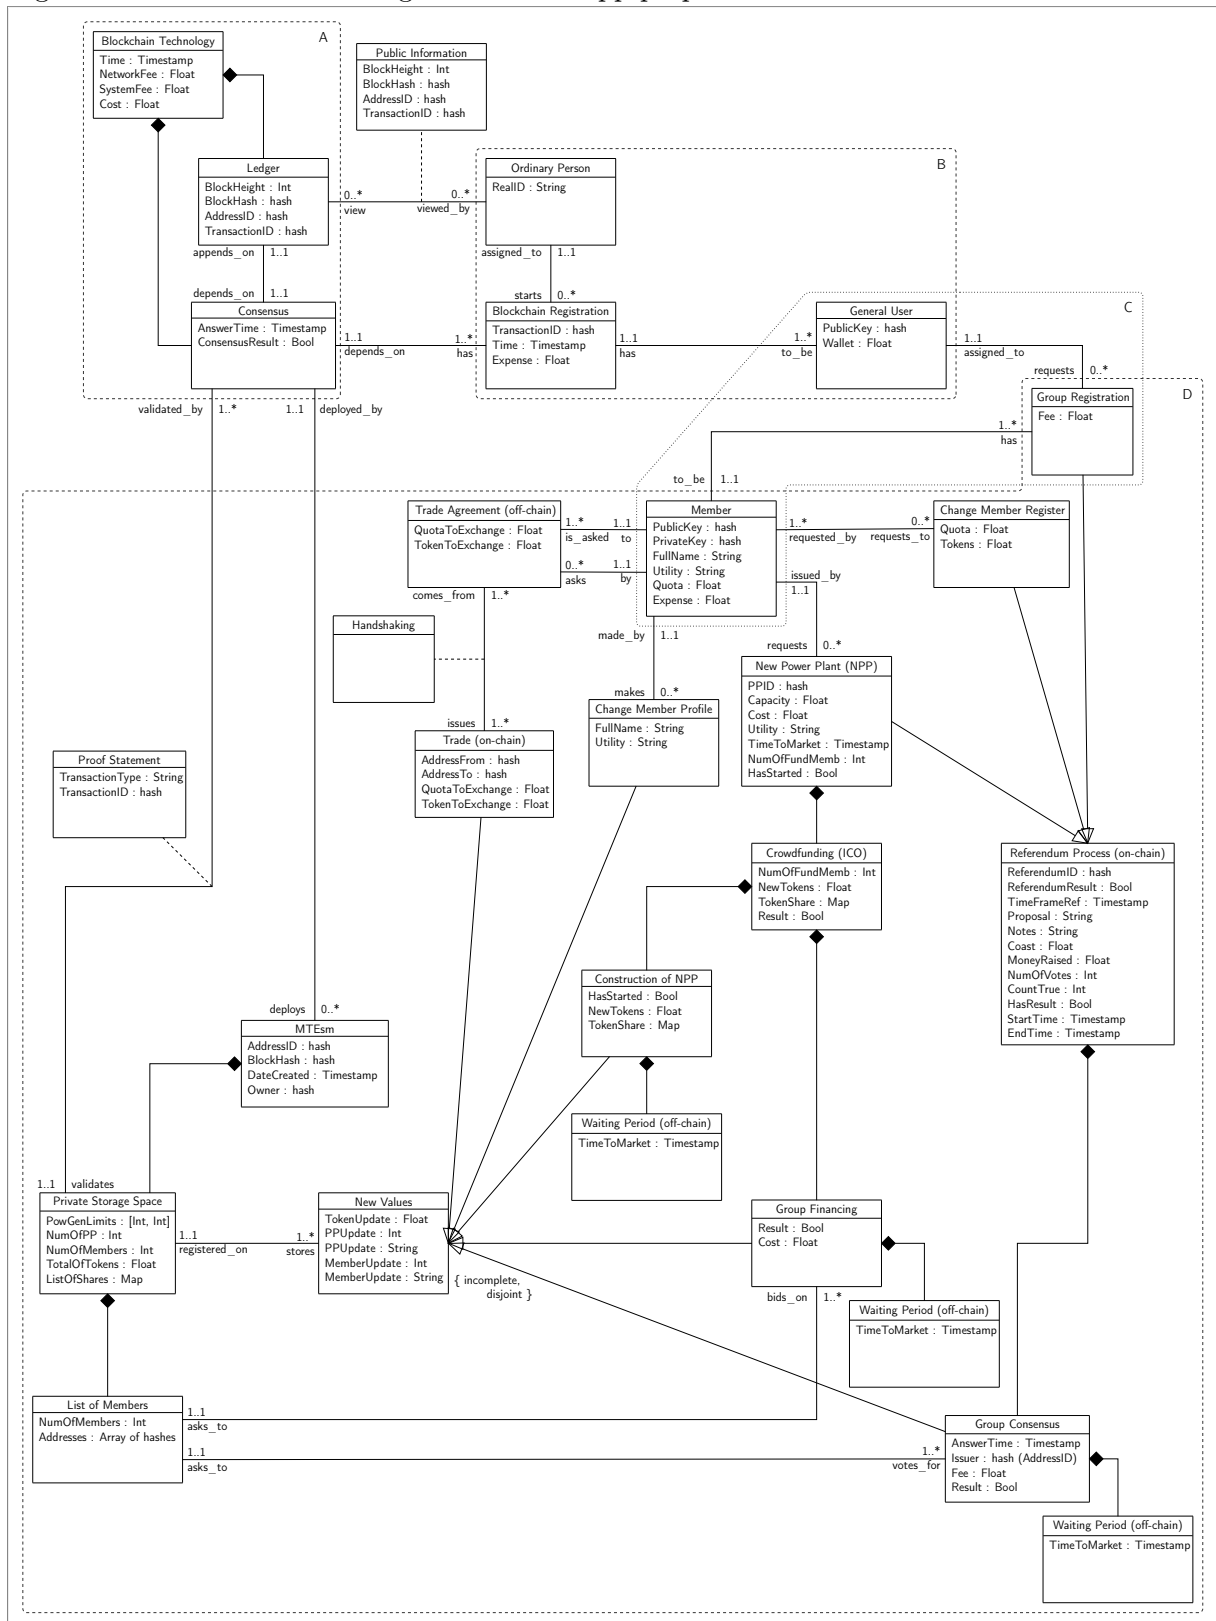 A
Blockchain Technology
Time : Timestamp
NetworkFee : Float
SystemFee : Float
Cost : Float
Public Information
BlockHeight : Int
BlockHash : hash
AddressID : hash
TransactionID : hash
Ledger
BlockHeight : Int
BlockHash : hash
AddressID : hash
TransactionID : hash
0..*
view
0..*
viewed_by
B
Ordinary Person
RealID : String
appends_on 1..1
depends_on 1..1
assigned_to 1..1
starts 0..*
Consensus
AnswerTime : Timestamp
ConsensusResult : Bool
1..1
depends_on
1..*
has
Blockchain Registration
TransactionID : hash
Time : Timestamp
Expense : Float
1..1
has
1..*
to_be
General User
PublicKey : hash
Wallet : Float
1..1
assigned_to
C
requests 0..*
validated_by 1..*
1..1 deployed_by
D
Group Registration
Fee : Float
1..*
has
to_be 1..1
Trade Agreement (off-chain)
QuotaToExchange : Float
TokenToExchange : Float
1..*
is_asked
1..1
to
0..*
asks
1..1
by
Member
PublicKey : hash
PrivateKey : hash
FullName : String
Utility : String
Quota : Float
Expense : Float
1..*
requested_by
0..*
requests_to
Change Member Register
Quota : Float
Tokens : Float
issued_by
1..1
comes_from 1..*
Handshaking
made_by 1..1
requests 0..*
New Power Plant (NPP)
PPID : hash
Capacity : Float
Cost : Float
Utility : String
TimeToMarket : Timestamp
NumOfFundMemb : Int
HasStarted : Bool
makes 0..*
Change Member Profile
FullName : String
Utility : String
issues 1..*
Trade (on-chain)
AddressFrom : hash
AddressTo : hash
QuotaToExchange : Float
TokenToExchange : Float
Proof Statement
TransactionType : String
TransactionID : hash
Crowdfunding (ICO)
NumOfFundMemb : Int
NewTokens : Float
TokenShare : Map
Result : Bool
Referendum Process (on-chain)
ReferendumID : hash
ReferendumResult : Bool
TimeFrameRef : Timestamp
Proposal : String
Notes : String
Coast : Float
MoneyRaised : Float
NumOfVotes : Int
CountTrue : Int
HasResult : Bool
StartTime : Timestamp
EndTime : Timestamp
Construction of NPP
HasStarted : Bool
NewTokens : Float
TokenShare : Map
deploys 0..*
MTEsm
AddressID : hash
BlockHash : hash
DateCreated : Timestamp
Owner : hash
Waiting Period (off-chain)
TimeToMarket : Timestamp
1..1 validates
Private Storage Space
PowGenLimits : [Int, Int]
NumOfPP : Int
NumOfMembers : Int
TotalOfTokens : Float
ListOfShares : Map
1..1
registered_on
1..*
stores
New Values
TokenUpdate : Float
PPUpdate : Int
PPUpdate : String
MemberUpdate : Int
MemberUpdate : String
{ incomplete,
disjoint }
Group Financing
Result : Bool
Cost : Float
bids_on 1..*
Waiting Period (off-chain)
TimeToMarket : Timestamp
List of Members
NumOfMembers : Int
Addresses : Array of hashes
1..1
asks_to
1..1
asks_to
1..*
votes_for
Group Consensus
AnswerTime : Timestamp
Issuer : hash (AddressID)
Fee : Float
Result : Bool
Waiting Period (off-chain)
TimeToMarket : Timestamp